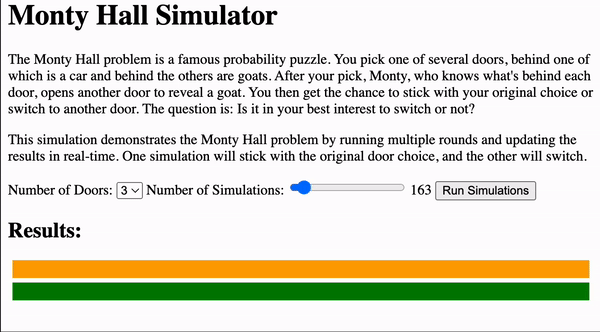 Monty Hall Simulator
The Monty Hall problem is a famous probability puzzle. You pick one of several doors, behind one of
which is a car and behind the others are goats. After your pick, Monty, who knows what's behind each
door, opens another door to reveal a goat. You then get the chance to stick with your original choice or
switch to another door. The question is: Is it in your best interest to switch or not?
This simulation demonstrates the Monty Hall problem by running multiple rounds and updating the
results in real-time. One simulation will stick with the original door choice, and the other will switch.
Number of Doors: 3 Number of Simulations: 163 Run Simulations
Results: